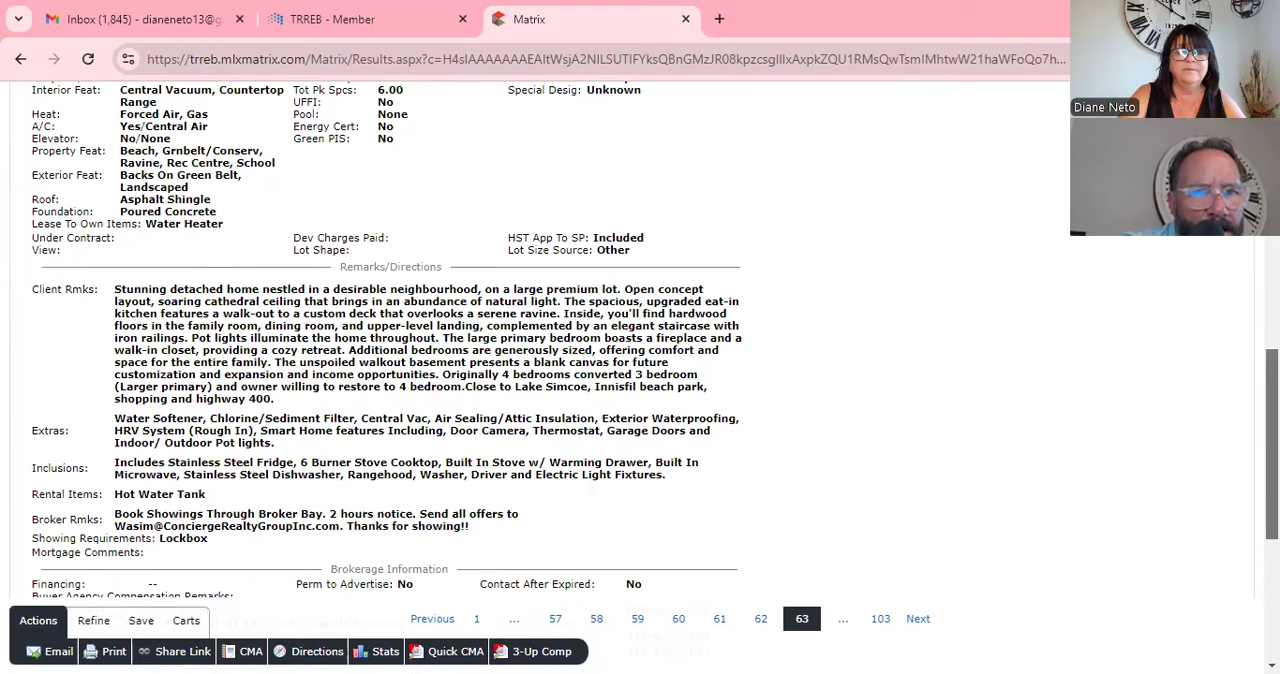 Inbox (1,845) - dianeneto13@g
TRREB - Member
Matrix
https://trreb.mlxmatrix.com/Matrix/Results.aspx?c=H4sIAAAAAAAEAItWsjA2NILSUTIFYksQBnGMzJR08kpzcsgIIlxAxpkZQU1RMsQwTsmIMhtwW21haWFoQo7h...
Diane Neto
Interior Feat: Central Vacuum, Countertop Range
Tot Pk Spcs: 6.00
Special Desig: Unknown
UFFI: No
Heat: Forced Air, Gas
Pool: None
A/C: Yes/Central Air
Energy Cert: No
Elevator: No/None
Green PIS: No
Property Feat: Beach, Grnbelt/Conserv,
Ravine, Rec Centre, School
Exterior Feat: Backs On Green Belt,
Landscaped
Roof: Asphalt Shingle
Foundation: Poured Concrete
Lease To Own Items: Water Heater
Under Contract:
Dev Charges Paid:
HST App To SP: Included
View:
Lot Shape:
Lot Size Source: Other
Remarks/Directions
Client Rmks: Stunning detached home nestled in a desirable neighbourhood, on a large premium lot. Open concept
layout, soaring cathedral ceiling that brings in an abundance of natural light. The spacious, upgraded eat-in
kitchen features a walk-out to a custom deck that overlooks a serene ravine. Inside, you'll find hardwood
floors in the family room, dining room, and upper-level landing, complemented by an elegant staircase with
iron railings. Pot lights illuminate the home throughout. The large primary bedroom boasts a fireplace and a
walk-in closet, providing a cozy retreat. Additional bedrooms are generously sized, offering comfort and
space for the entire family. The unspoiled walkout basement presents a blank canvas for future
customization and expansion and income opportunities. Originally 4 bedrooms converted 3 bedroom
(Larger primary) and owner willing to restore to 4 bedroom.Close to Lake Simcoe, Innisfil beach park,
shopping and highway 400.
Water Softener, Chlorine/Sediment Filter, Central Vac, Air Sealing/Attic Insulation, Exterior Waterproofing,
Extras: HRV System (Rough In), Smart Home features Including, Door Camera, Thermostat, Garage Doors and
Indoor/ Outdoor Pot lights.
Inclusions: Includes Stainless Steel Fridge, 6 Burner Stove Cooktop, Built In Stove w/ Warming Drawer, Built In
Microwave, Stainless Steel Dishwasher, Rangehood, Washer, Driver and Electric Light Fixtures.
Rental Items: Hot Water Tank
Broker Rmks: Book Showings Through Broker Bay. 2 hours notice. Send all offers to
Wasim@ConciergeRealtyGroupInc.com. Thanks for showing!!
Showing Requirements: Lockbox
Mortgage Comments:
Brokerage Information
Financing: --
Perm to Advertise: No
Contact After Expired: No
Buyer Agency Compensation Remarks:
Actions Refine Save Carts
Previous 1 ... 57 58 59 60 61 62 63 ... 103 Next
Email Print Share Link CMA Directions Stats Quick CMA 3-Up Comp